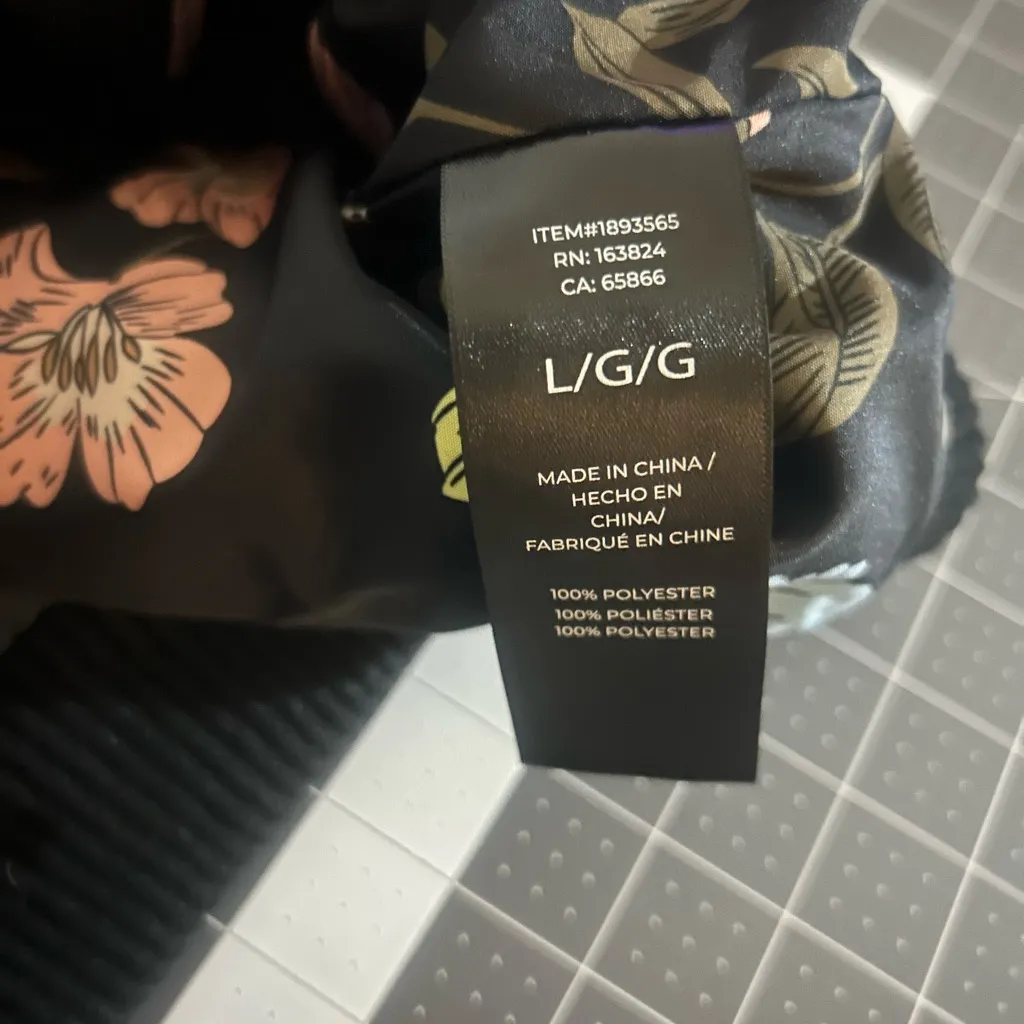 ITEM#1893565
RN: 163824
CA: 65866
L/G/G
MADE IN CHINA /
HECHO EN
CHINA/
FABRIQUÉ EN CHINE
100% POLYESTER
100% POLIÉSTER
100% POLYESTER